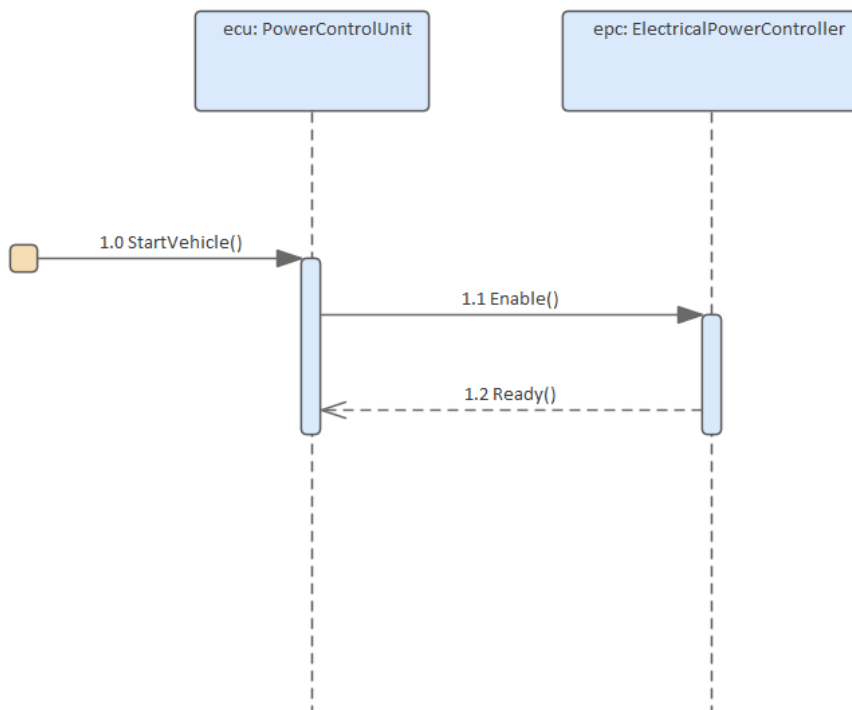 ecu: PowerControlUnit
epc: ElectricalPowerController
1.0 StartVehicle()
1.1 Enable()
1.2 Ready()